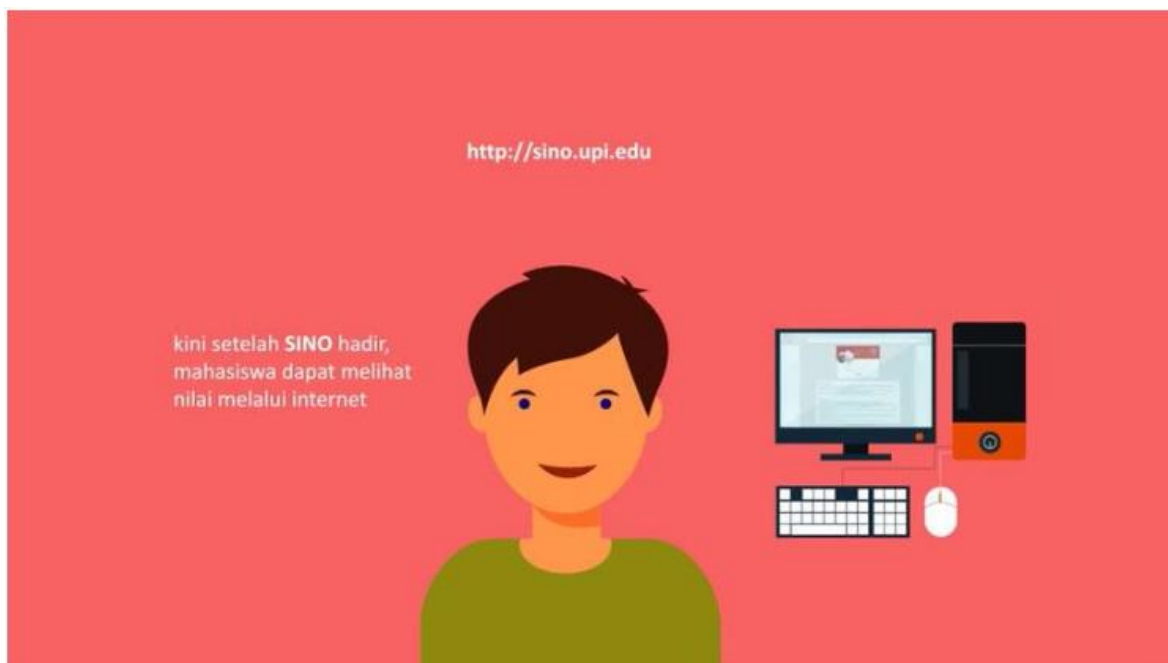 http://sino.upi.edu
kini setelah SINO hadir,
mahasiswa dapat melihat
nilai melalui internet